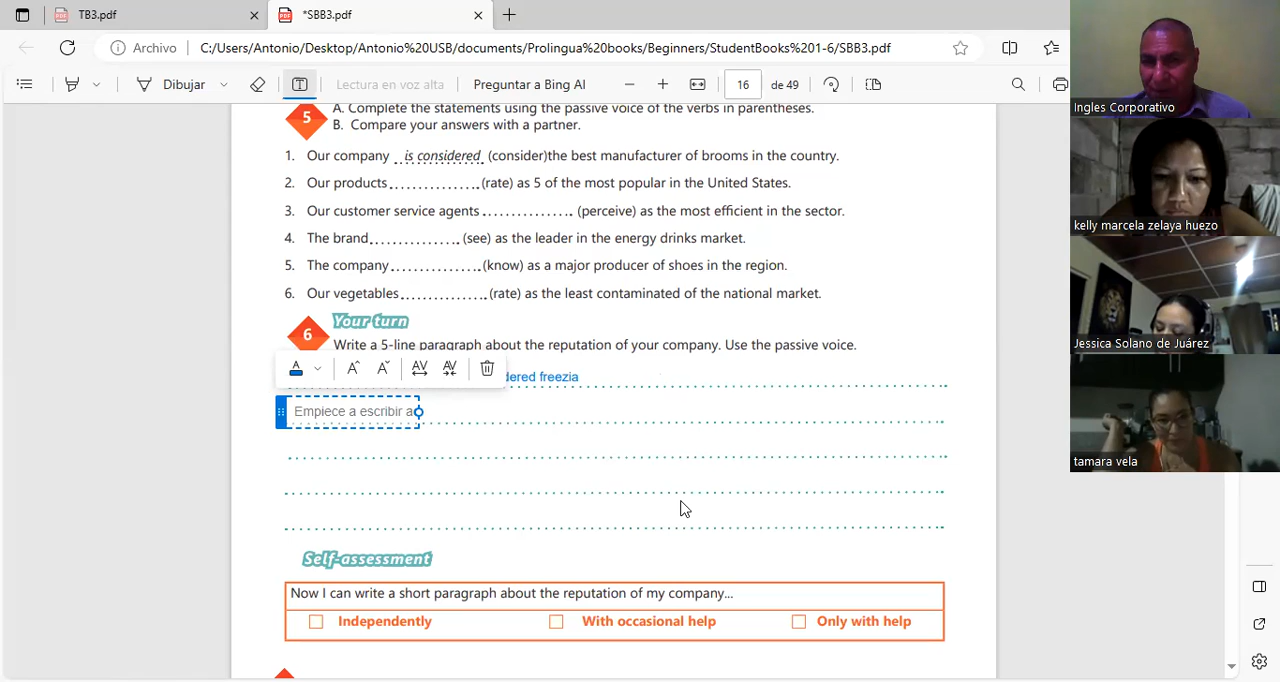 TB3.pdf
*SBB3.pdf
Archivo
C:/Users/Antonio/Desktop/Antonio%20USB/documents/Prolingua%20books/Beginners/StudentBooks%201-6/SBB3.pdf
Dibujar
Lectura en voz alta
Preguntar a Bing AI
16
de 49
5
A. Complete the statements using the passive voice of the verbs in parentheses.
B. Compare your answers with a partner.
1. Our company is considered (consider)the best manufacturer of brooms in the country.
2. Our products............... (rate) as 5 of the most popular in the United States.
3. Our customer service agents ............... (perceive) as the most efficient in the sector.
4. The brand............... (see) as the leader in the energy drinks market.
5. The company............... (know) as a major producer of shoes in the region.
6. Our vegetables............... (rate) as the least contaminated of the national market.
6
Your turn
Write a 5-line paragraph about the reputation of your company. Use the passive voice.
dered freezia
Empiece a escribir a
Self-assessment
Now I can write a short paragraph about the reputation of my company...
Independently
With occasional help
Only with help
Ingles Corporativo
kelly marcela zelaya huezo
Jessica Solano de Juárez
tamara vela